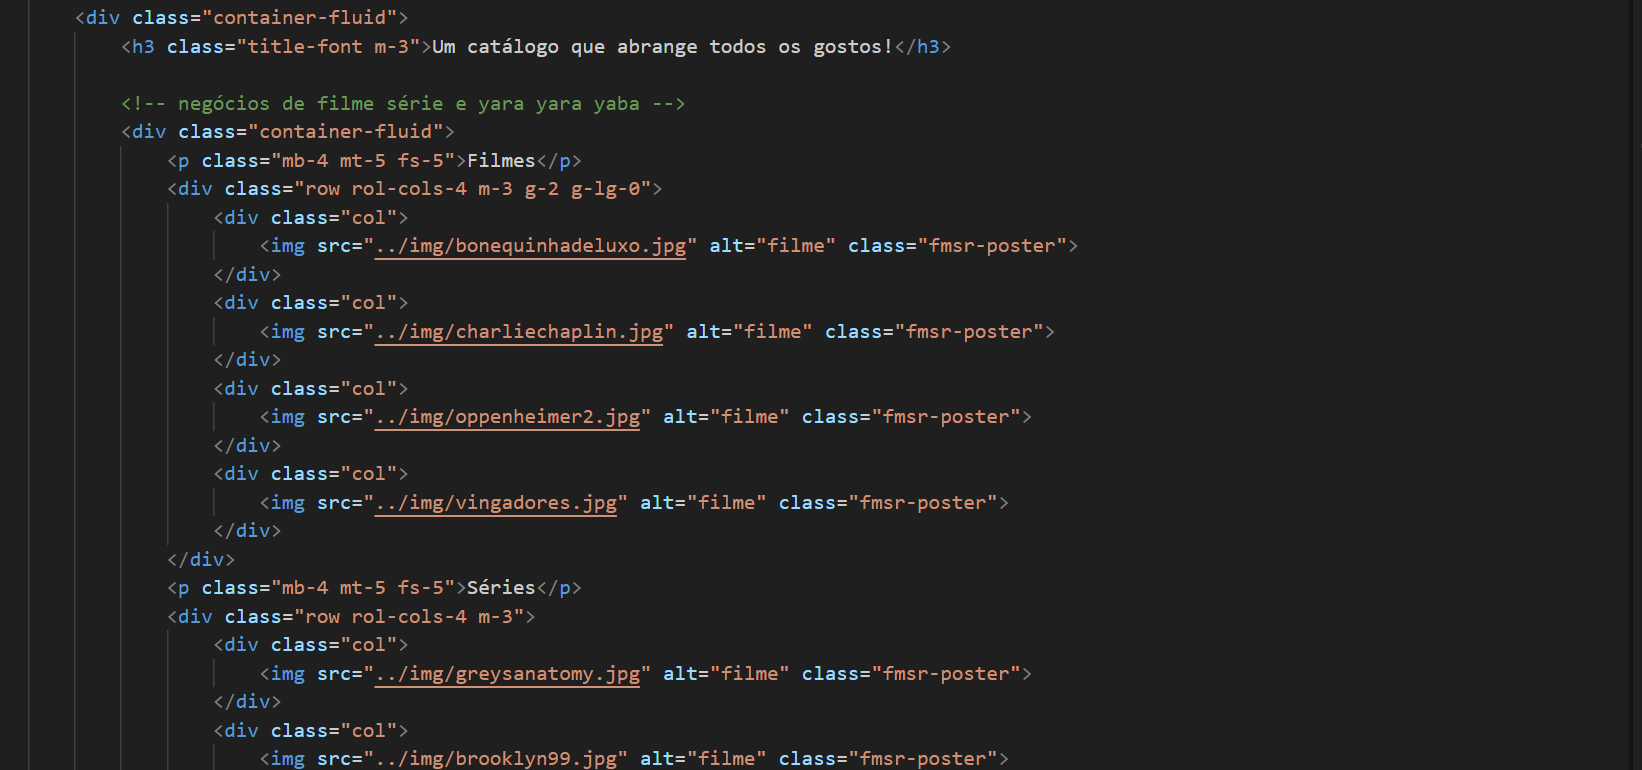 <div class="container-fluid">
<h3 class="title-font m-3">Um catálogo que abrange todos os gostos!</h3>
<!-- negócios de filme série e yara yara yaba -->
<div class="container-fluid">
<p class="mb-4 mt-5 fs-5">Filmes</p>
<div class="row rol-cols-4 m-3 g-2 g-lg-0">
<div class="col">
<img src="../img/bonequinhadeluxo.jpg" alt="filme" class="fmsr-poster">
</div>
<div class="col">
<img src="../img/charliechaplin.jpg" alt="filme" class="fmsr-poster">
</div>
<div class="col">
<img src="../img/oppenheimer2.jpg" alt="filme" class="fmsr-poster">
</div>
<div class="col">
<img src="../img/vingadores.jpg" alt="filme" class="fmsr-poster">
</div>
</div>
<p class="mb-4 mt-5 fs-5">Séries</p>
<div class="row rol-cols-4 m-3">
<div class="col">
<img src="../img/greysanatomy.jpg" alt="filme" class="fmsr-poster">
</div>
<div class="col">
<img src="../img/brooklyn99.jpg" alt="filme" class="fmsr-poster">